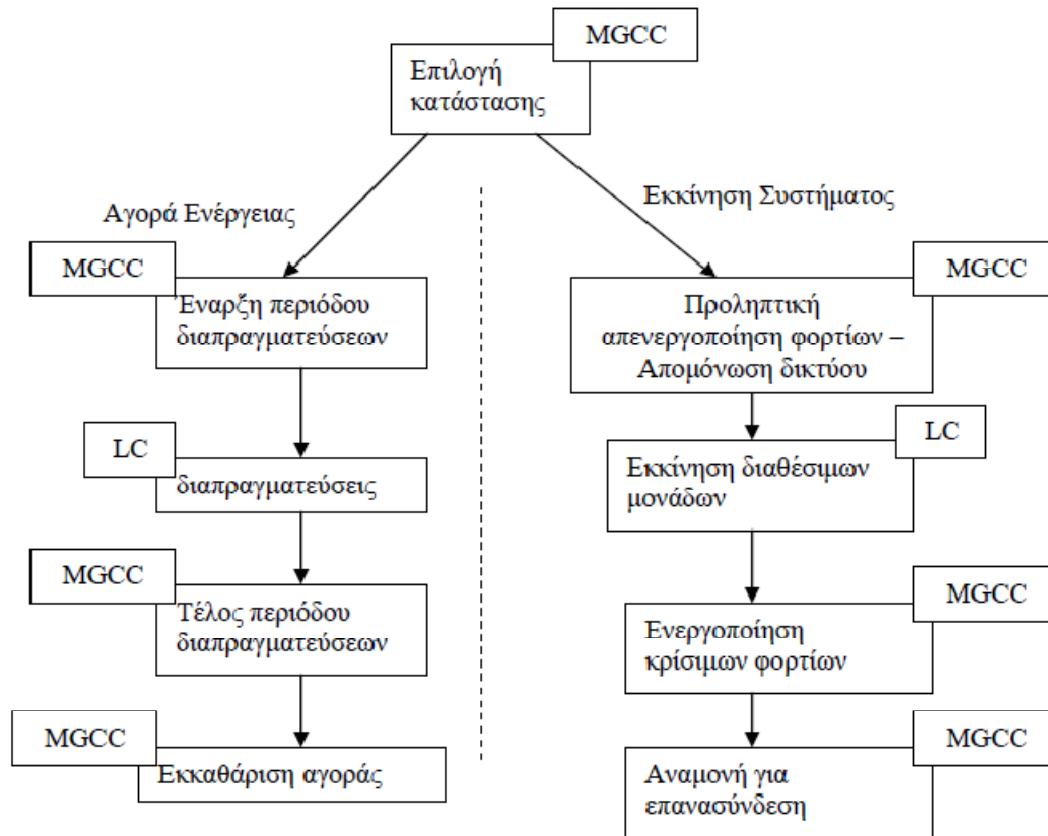 MGCC
Επιλογή
κατάστασης
Αγορά Ενέργειας
MGCC
Έναρξη περιόδου
διαπραγματεύσεων
LC
διαπραγματεύσεις
MGCC
Τέλος περιόδου
διαπραγματεύσεων
MGCC
Εκκαθάριση αγοράς
Εκκίνηση Συστήματος
MGCC
Προληπτική
απενεργοποίηση φορτίων –
Απομόνωση δικτύου
LC
Εκκίνηση διαθέσιμων
μονάδων
MGCC
Ενεργοποίηση
κρίσιμων φορτίων
MGCC
Αναμονή για
επανασύνδεση